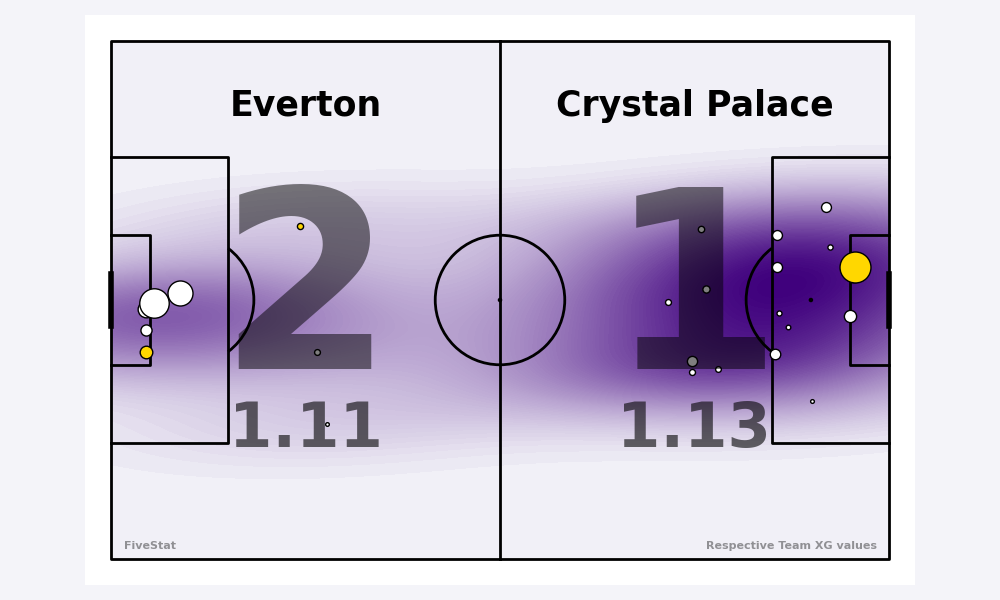 Everton
Crystal Palace
2
1
1.11
1.13
FiveStat
Respective Team XG values